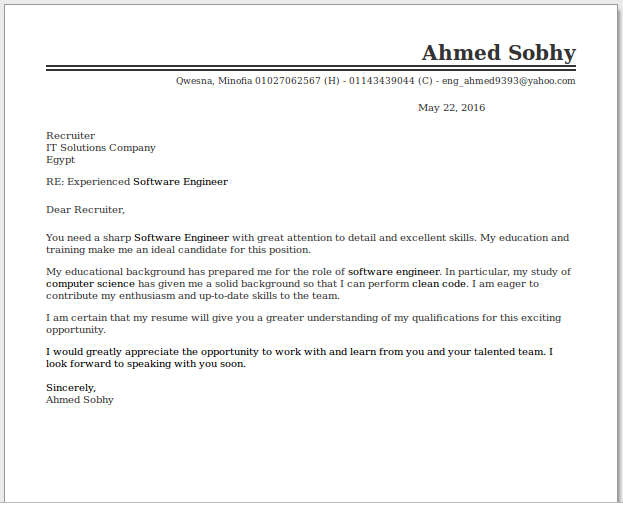 Ahmed Sobhy
Qwesna, Minofia 01027062567 (H) - 01143439044 (C) - eng_ahmed9393@yahoo.com
May 22, 2016
Recruiter
IT Solutions Company
Egypt
RE: Experienced Software Engineer
Dear Recruiter,
You need a sharp Software Engineer with great attention to detail and excellent skills. My education and
training make me an ideal candidate for this position.
My educational background has prepared me for the role of software engineer. In particular, my study of
computer science has given me a solid background so that I can perform clean code. I am eager to
contribute my enthusiasm and up-to-date skills to the team.
I am certain that my resume will give you a greater understanding of my qualifications for this exciting
opportunity.
I would greatly appreciate the opportunity to work with and learn from you and your talented team. I
look forward to speaking with you soon.
Sincerely,
Ahmed Sobhy